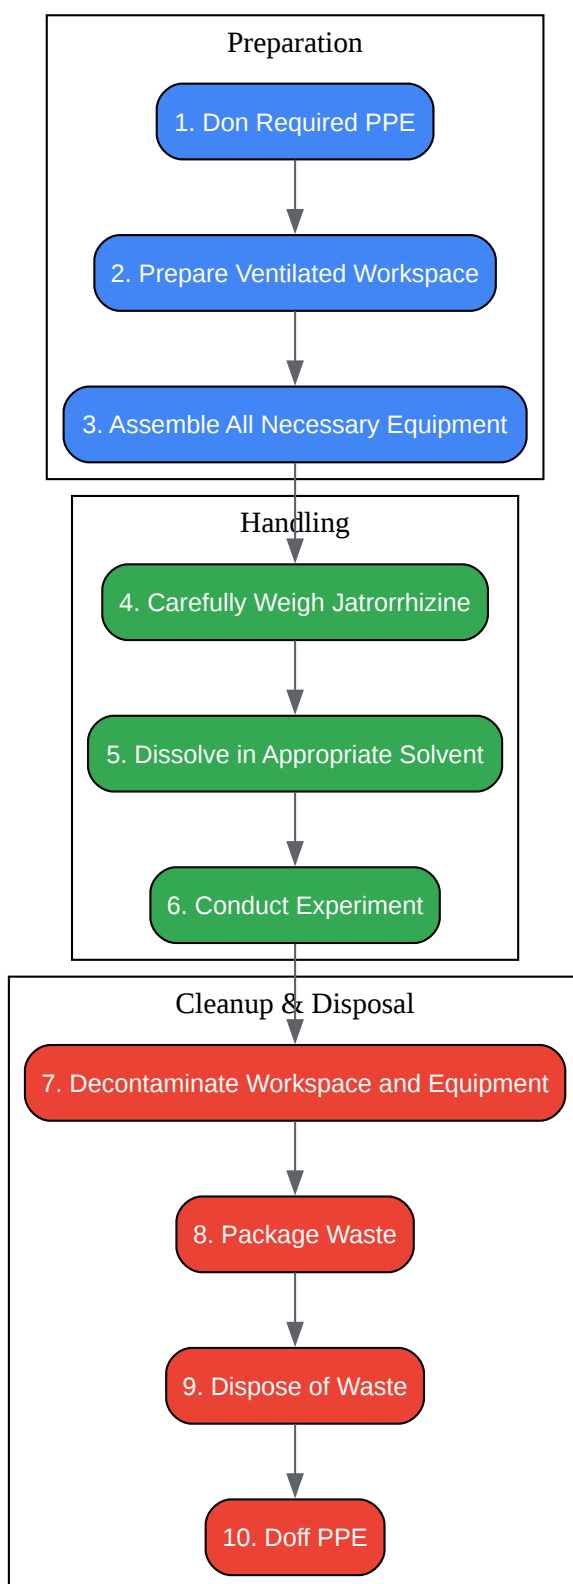 Preparation
1. Don Required PPE
2. Prepare Ventilated Workspace
3. Assemble All Necessary Equipment
Handling
4. Carefully Weigh Jatrorrhizine
5. Dissolve in Appropriate Solvent
6. Conduct Experiment
Cleanup & Disposal
7. Decontaminate Workspace and Equipment
8. Package Waste
9. Dispose of Waste
10. Doff PPE